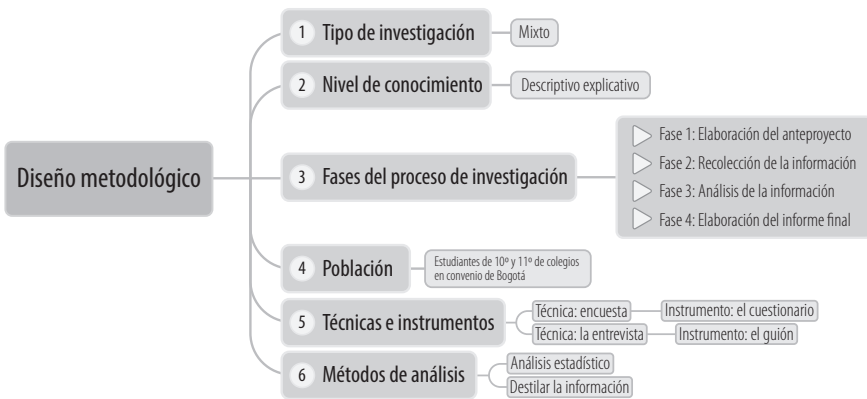 Diseño metodológico
1 Tipo de investigación
Mixto
2 Nivel de conocimiento
Descriptivo explicativo
3 Fases del proceso de investigación
Fase 1: Elaboración del anteproyecto
Fase 2: Recolección de la información
Fase 3: Análisis de la información
Fase 4: Elaboración del informe final
4 Población
Estudiantes de 10º y 11º de colegios
en convenio de Bogotá
5 Técnicas e instrumentos
Técnica: encuesta
Instrumento: el cuestionario
Técnica: la entrevista
Instrumento: el guión
6 Métodos de análisis
Análisis estadístico
Destilar la información